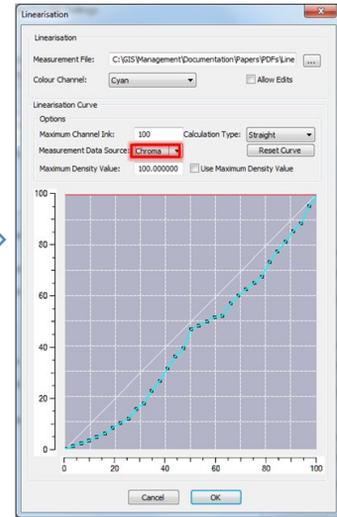 Linearisation
Linearisation
Measurement File: C:\GIS\Management\Documentation\Papers\PDFs\Line ...
Colour Channel: Cyan Allow Edits
Linearisation Curve
Options
Maximum Channel Ink: 100 Calculation Type: Straight
Measurement Data Source: Chroma Reset Curve
Maximum Density Value: 100.000000 Use Maximum Density Value
100
80
60
40
20
0
0 20 40 60 80 100
Cancel OK